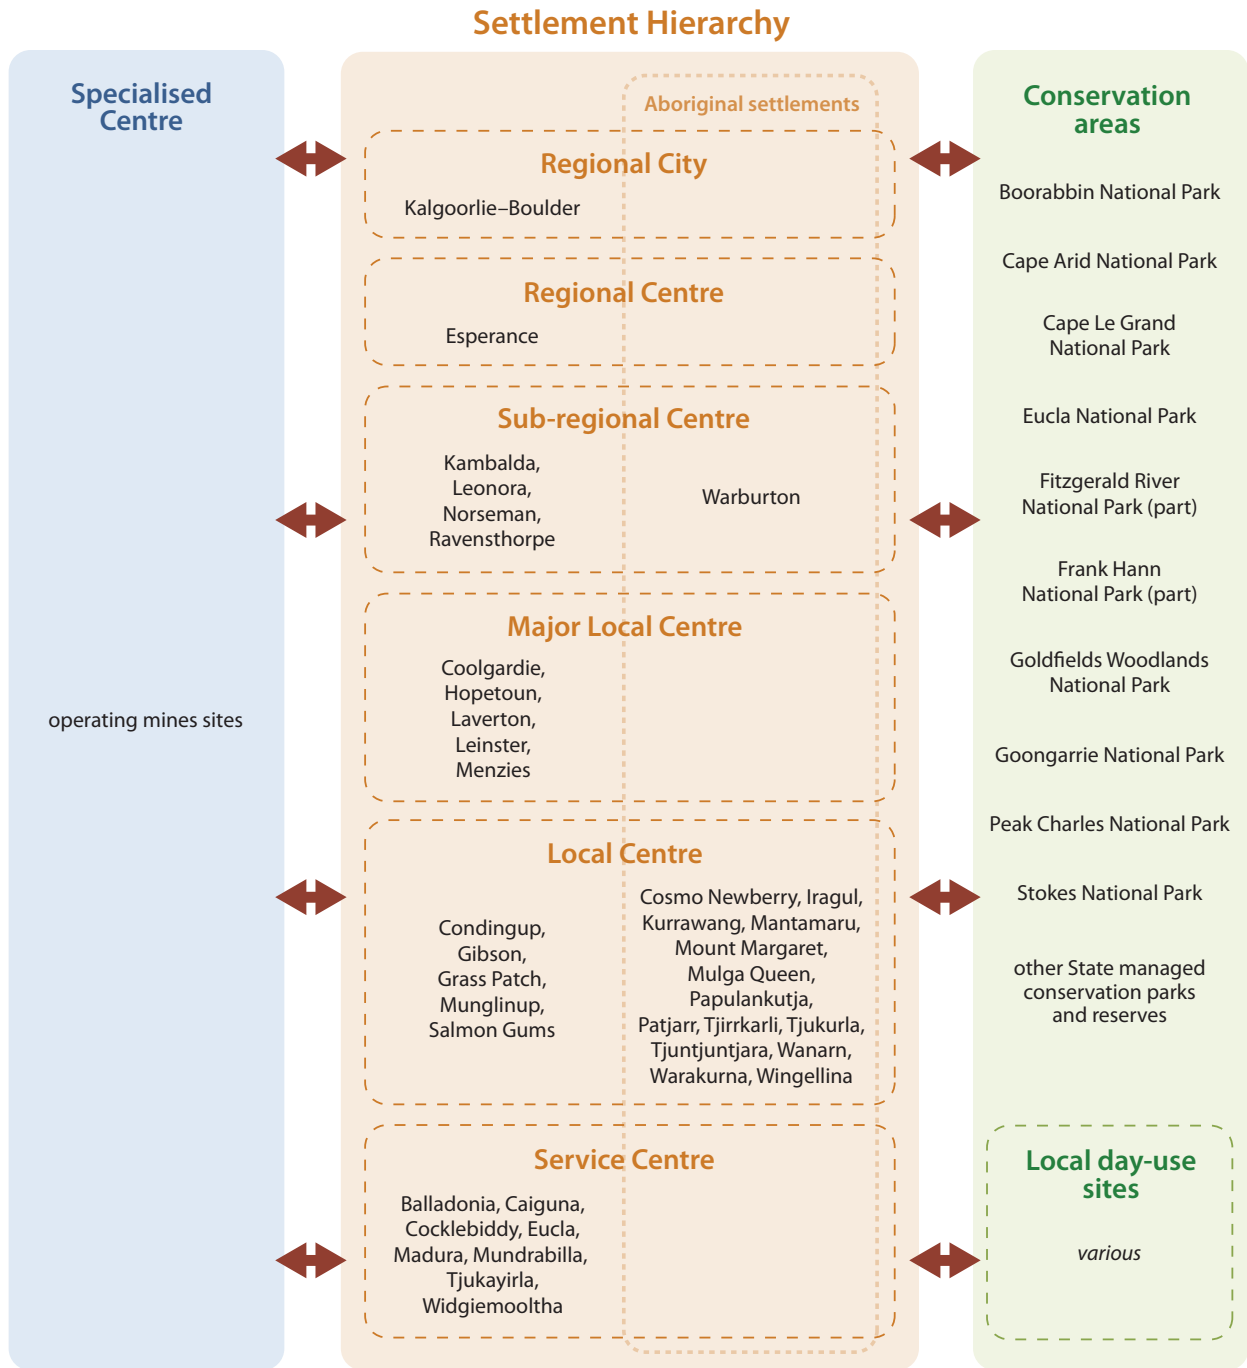 Settlement Hierarchy
Specialised
Centre
operating mines sites
Aboriginal settlements
Regional City
Kalgoorlie–Boulder
Regional Centre
Esperance
Sub-regional Centre
Kambalda,
Leonora,
Norseman,
Ravensthorpe
Warburton
Major Local Centre
Coolgardie,
Hopetoun,
Laverton,
Leinster,
Menzies
Local Centre
Condingup,
Gibson,
Grass Patch,
Munglinup,
Salmon Gums
Cosmo Newberry, Iragul,
Kurrawang, Mantamaru,
Mount Margaret,
Mulga Queen,
Papulankutja,
Patjarr, Tjirrkarli, Tjukurla,
Tjuntjuntjara, Wanarn,
Warakurna, Wingellina
Service Centre
Balladonia, Caiguna,
Cocklebiddy, Eucla,
Madura, Mundrabilla,
Tjukayirla,
Widgiemooltha
Conservation
areas
Boorabbin National Park
Cape Arid National Park
Cape Le Grand
National Park
Eucla National Park
Fitzgerald River
National Park (part)
Frank Hann
National Park (part)
Goldfields Woodlands
National Park
Goongarrie National Park
Peak Charles National Park
Stokes National Park
other State managed
conservation parks
and reserves
Local day-use
sites
various